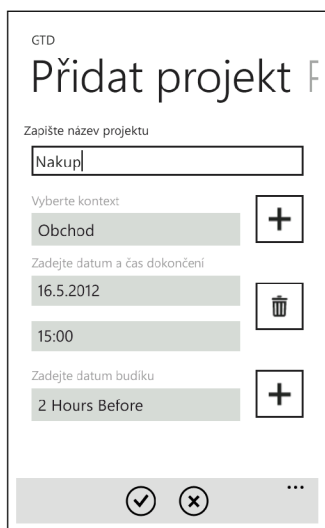 GTD
Přidat projekt
Zapište název projektu
Nakup
Vyberte kontext
Obchod
Zadejte datum a čas dokončení
16.5.2012
15:00
Zadejte datum budíku
2 Hours Before